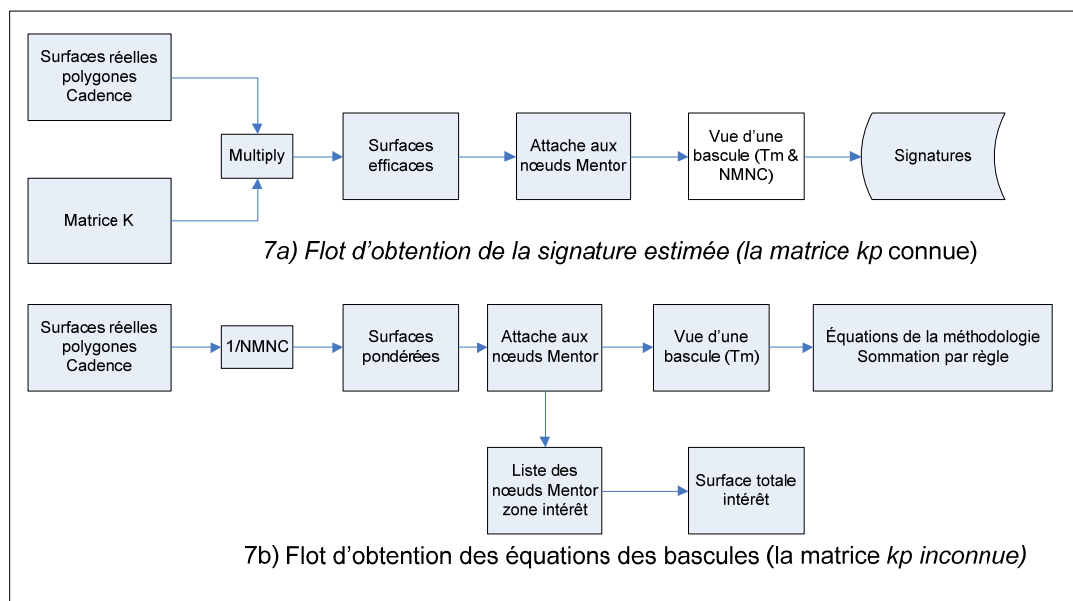 Surfaces réelles
polygones
Cadence
Multiply
Matrice K
Surfaces
efficaces
Attache aux
nœuds Mentor
Vue d'une
bascule (Tm &
NMNC)
Signatures
7a) Flot d'obtention de la signature estimée (la matrice kp connue)
Surfaces réelles
polygones
Cadence
1/NMNC
Surfaces
pondérées
Attache aux
nœuds Mentor
Vue d'une
bascule (Tm)
Équations de la méthodologie
Sommation par règle
Liste des
nœuds Mentor
zone intérêt
Surface totale
intérêt
7b) Flot d'obtention des équations des bascules (la matrice kp inconnue)